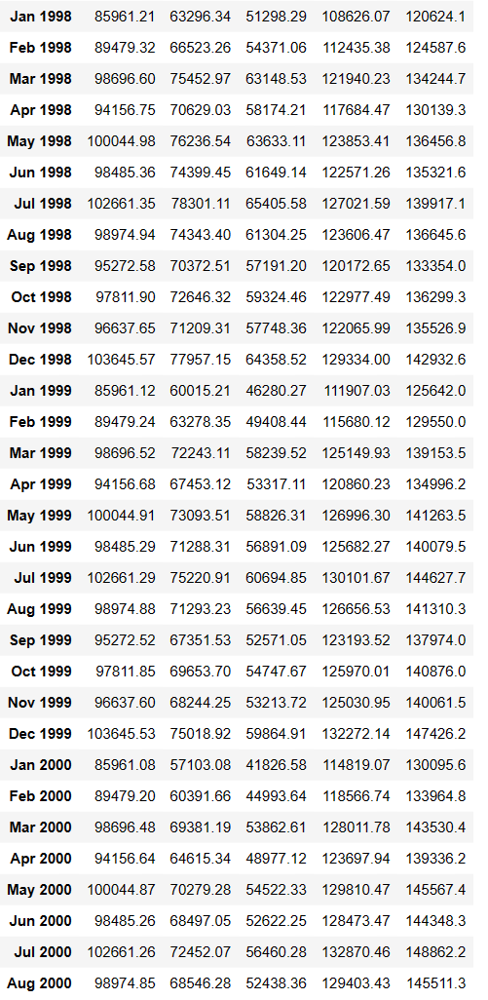 Jan 1998 85961.21 63296.34 51298.29 108626.07 120624.1
Feb 1998 89479.32 66523.26 54371.06 112435.38 124587.6
Mar 1998 98696.60 75452.97 63148.53 121940.23 134244.7
Apr 1998 94156.75 70629.03 58174.21 117684.47 130139.3
May 1998 100044.98 76236.54 63633.11 123853.41 136456.8
Jun 1998 98485.36 74399.45 61649.14 122571.26 135321.6
Jul 1998 102661.35 78301.11 65405.58 127021.59 139917.1
Aug 1998 98974.94 74343.40 61304.25 123606.47 136645.6
Sep 1998 95272.58 70372.51 57191.20 120172.65 133354.0
Oct 1998 97811.90 72646.32 59324.46 122977.49 136299.3
Nov 1998 96637.65 71209.31 57748.36 122065.99 135526.9
Dec 1998 103645.57 77957.15 64358.52 129334.00 142932.6
Jan 1999 85961.12 60015.21 46280.27 111907.03 125642.0
Feb 1999 89479.24 63278.35 49408.44 115680.12 129550.0
Mar 1999 98696.52 72243.11 58239.52 125149.93 139153.5
Apr 1999 94156.68 67453.12 53317.11 120860.23 134996.2
May 1999 100044.91 73093.51 58826.31 126996.30 141263.5
Jun 1999 98485.29 71288.31 56891.09 125682.27 140079.5
Jul 1999 102661.29 75220.91 60694.85 130101.67 144627.7
Aug 1999 98974.88 71293.23 56639.45 126656.53 141310.3
Sep 1999 95272.52 67351.53 52571.05 123193.52 137974.0
Oct 1999 97811.85 69653.70 54747.67 125970.01 140876.0
Nov 1999 96637.60 68244.25 53213.72 125030.95 140061.5
Dec 1999 103645.53 75018.92 59864.91 132272.14 147426.2
Jan 2000 85961.08 57103.08 41826.58 114819.07 130095.6
Feb 2000 89479.20 60391.66 44993.64 118566.74 133964.8
Mar 2000 98696.48 69381.19 53862.61 128011.78 143530.4
Apr 2000 94156.64 64615.34 48977.12 123697.94 139336.2
May 2000 100044.87 70279.28 54522.33 129810.47 145567.4
Jun 2000 98485.26 68497.05 52622.25 128473.47 144348.3
Jul 2000 102661.26 72452.07 56460.28 132870.46 148862.2
Aug 2000 98974.85 68546.28 52438.36 129403.43 145511.3